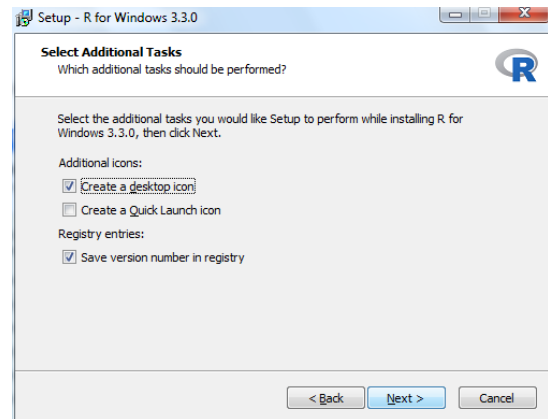 Setup - R for Windows 3.3.0
Select Additional Tasks
Which additional tasks should be performed?
R
Select the additional tasks you would like Setup to perform while installing R for
Windows 3.3.0, then click Next.
Additional icons:
Create a desktop icon
Create a Quick Launch icon
Registry entries:
Save version number in registry
< Back
Next >
Cancel